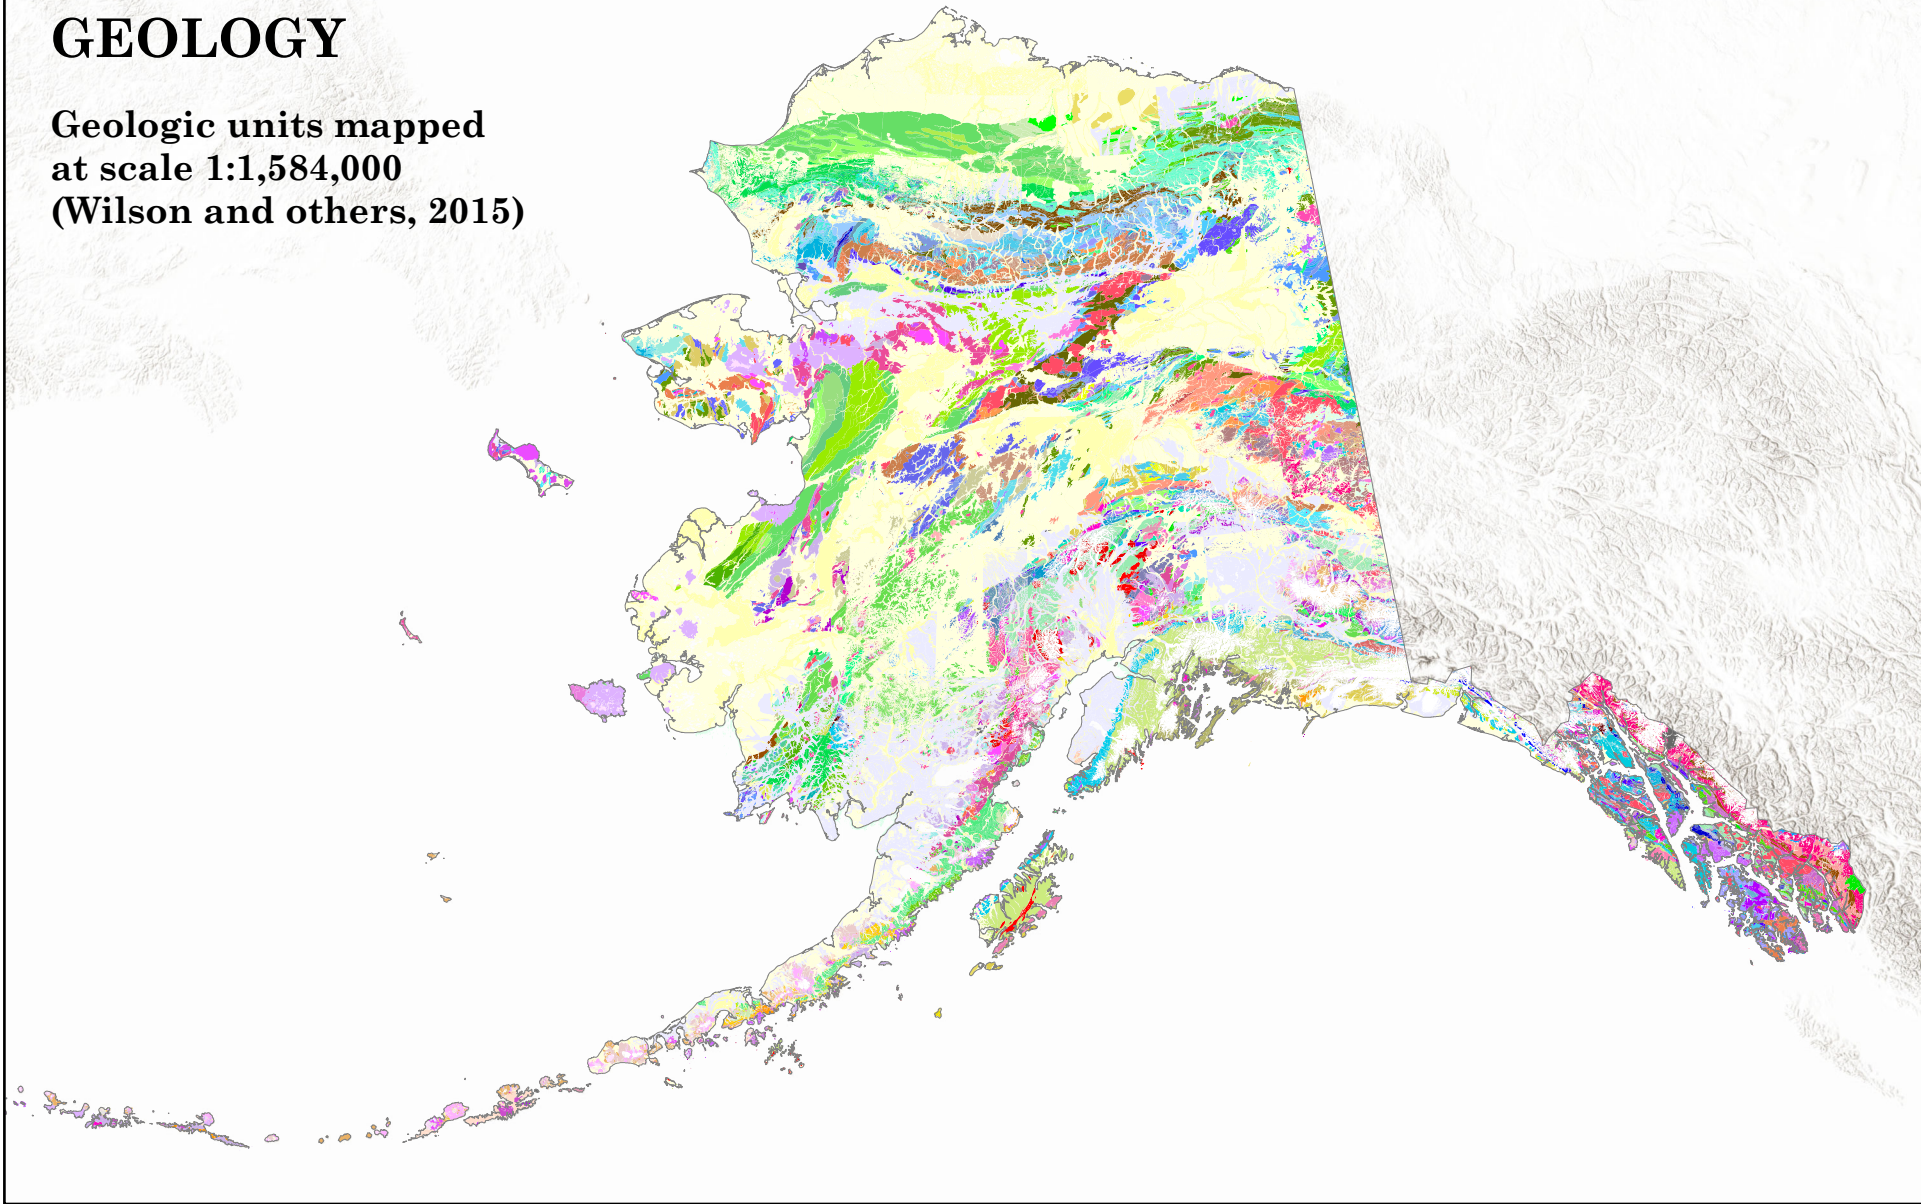 GEOLOGY
Geologic units mapped
at scale 1:1,584,000
(Wilson and others, 2015)